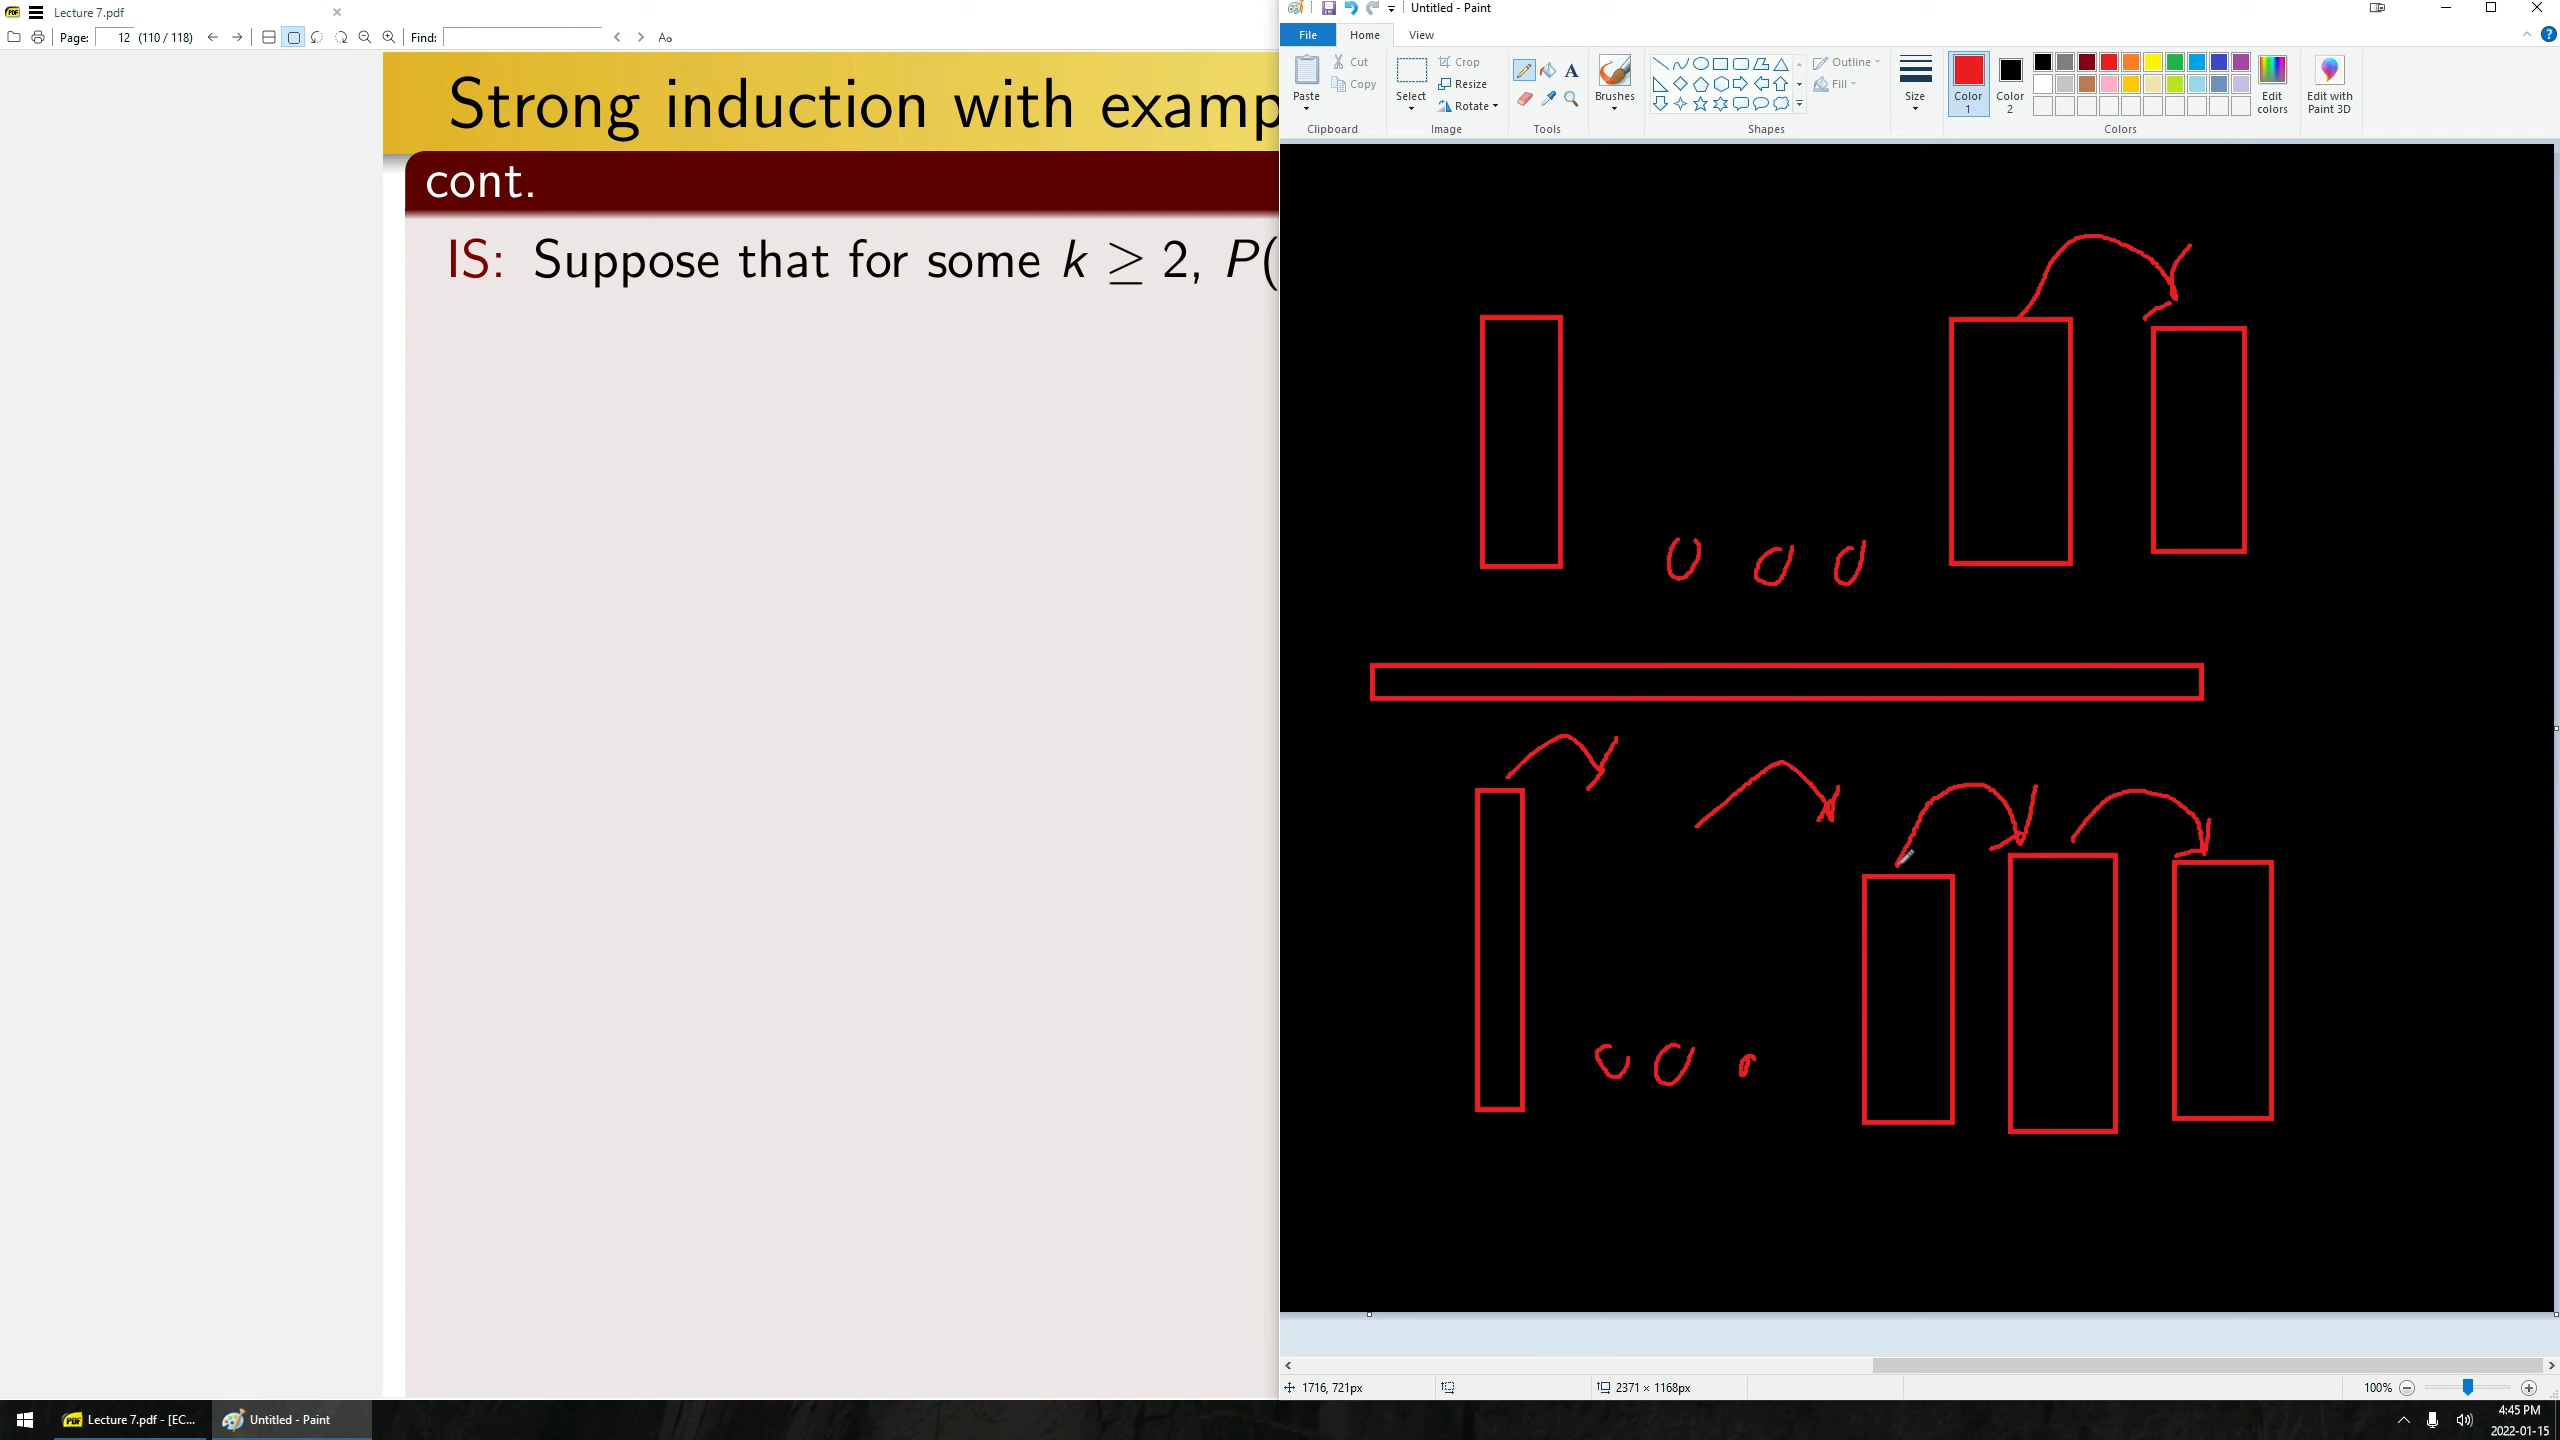 Lecture 7.pdf
Page: 12 (110 / 118) Find:
Strong induction with examp
cont.
IS: Suppose that for some k ≥ 2, P(
Untitled - Paint
File Home View
Paste
Cut
Copy
Clipboard
Select
Crop
Resize
Rotate
Image
A
Tools
Brushes
Shapes
Outline
Fill
Size
Color 1
Color 2
Edit colors
Colors
Edit with Paint 3D
1716, 721px
2371 × 1168px
100%
Lecture 7.pdf - [EC...
Untitled - Paint
4:45 PM
2022-01-15